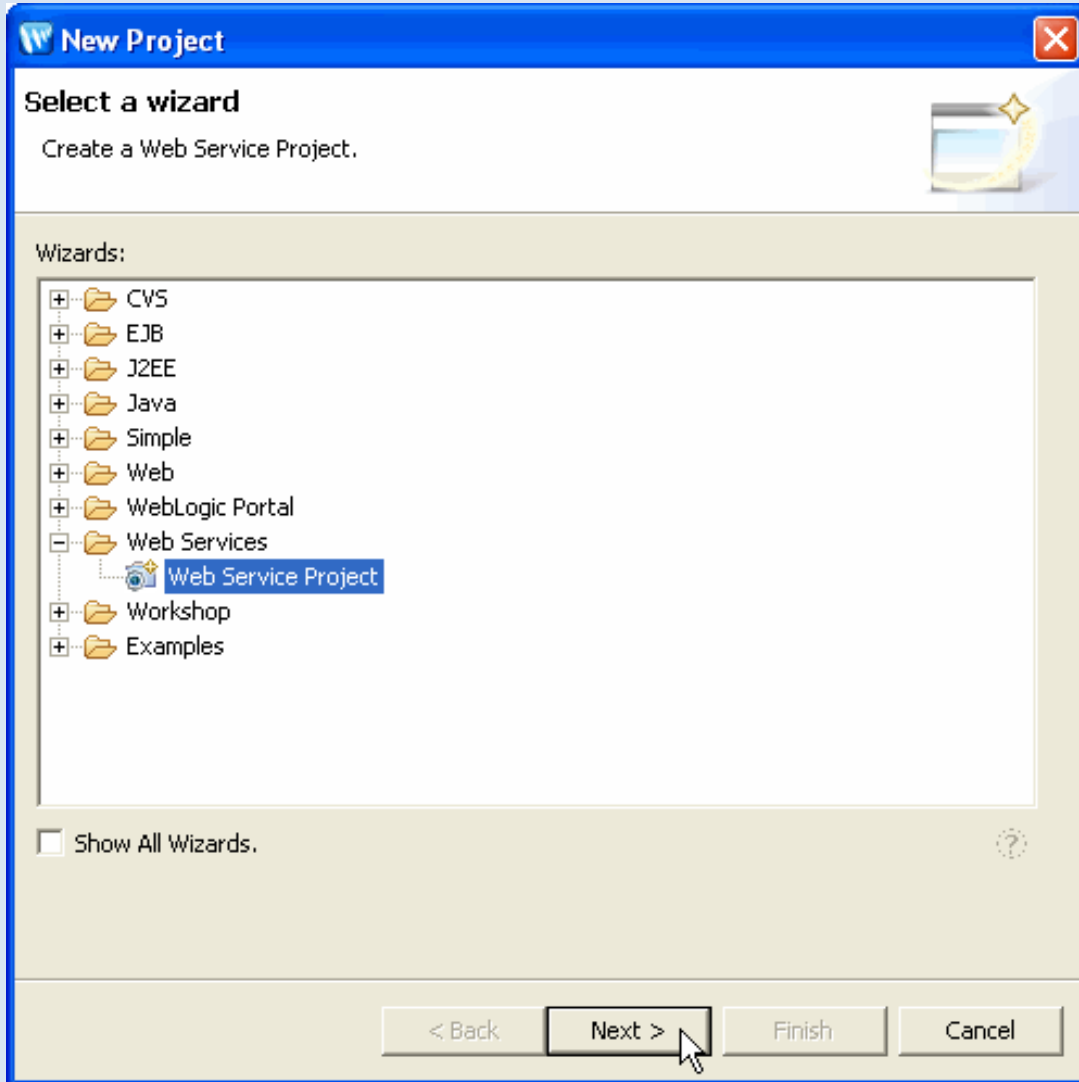 New Project
Select a wizard
Create a Web Service Project.
Wizards:
CVS
EJB
J2EE
Java
Simple
Web
WebLogic Portal
Web Services
Web Service Project
Workshop
Examples
Show All Wizards.
?
< Back Next > Finish Cancel